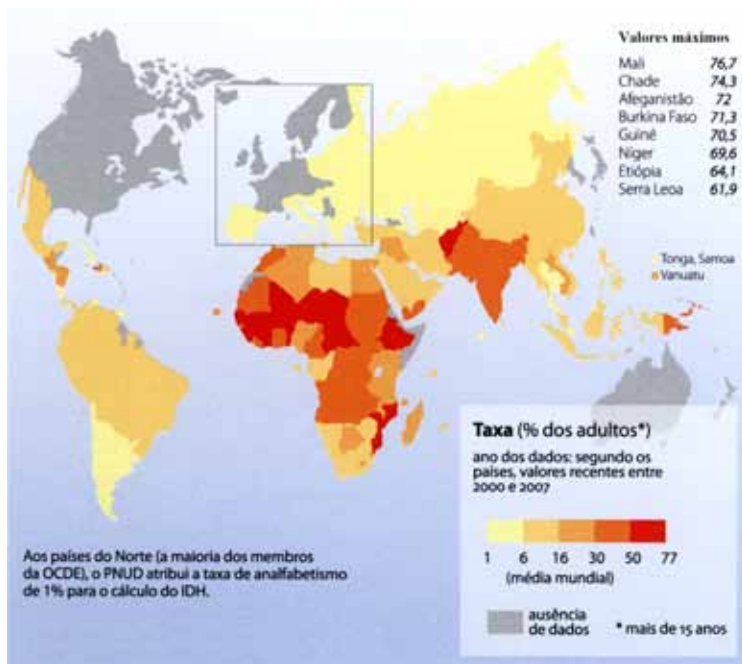 Valores máximos
Mali 76,7
Chade 74,3
Afeganistão 72
Burkina Faso 71,3
Guiné 70,5
Níger 69,6
Etiópia 64,1
Serra Leoa 61,9
Tonga, Samoa
Vanuatu
Taxa (% dos adultos*)
ano dos dados: segundo os
países, valores recentes entre
2000 e 2007
1 6 16 30 50 77
(média mundial)
ausência
de dados
* mais de 15 anos
Aos países do Norte (a maioria dos membros
da OCDE), o PNUD atribui a taxa de analfabetismo
de 1% para o cálculo do IDH.